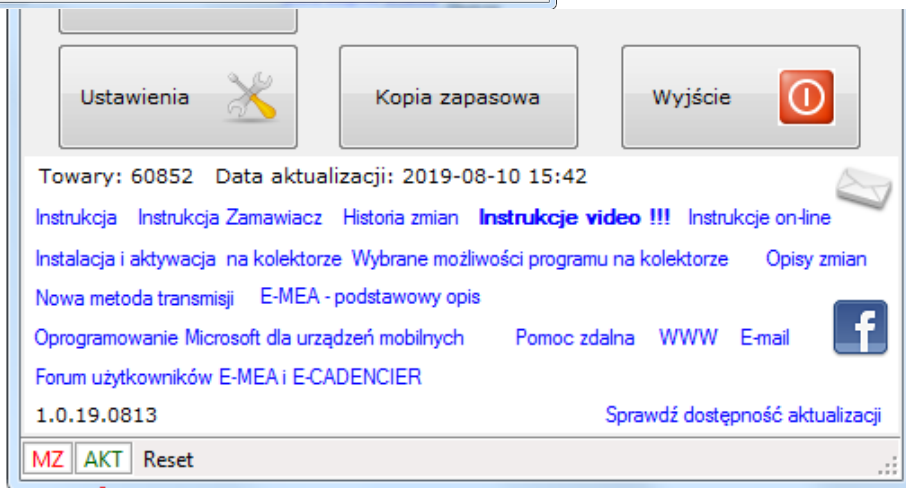 Ustawienia Kopia zapasowa Wyjście
Towary: 60852 Data aktualizacji: 2019-08-10 15:42
Instrukcja Instrukcja Zamawiacz Historia zmian Instrukcje video !!! Instrukcje on-line
Instalacja i aktywacja na kolektorze Wybrane możliwości programu na kolektorze Opisy zmian
Nowa metoda transmisji E-MEA - podstawowy opis
Oprogramowanie Microsoft dla urządzeń mobilnych Pomoc zdalna WWW E-mail
Forum użytkowników E-MEA i E-CADENCIER
1.0.19.0813 Sprawdź dostępność aktualizacji
MZ AKT Reset